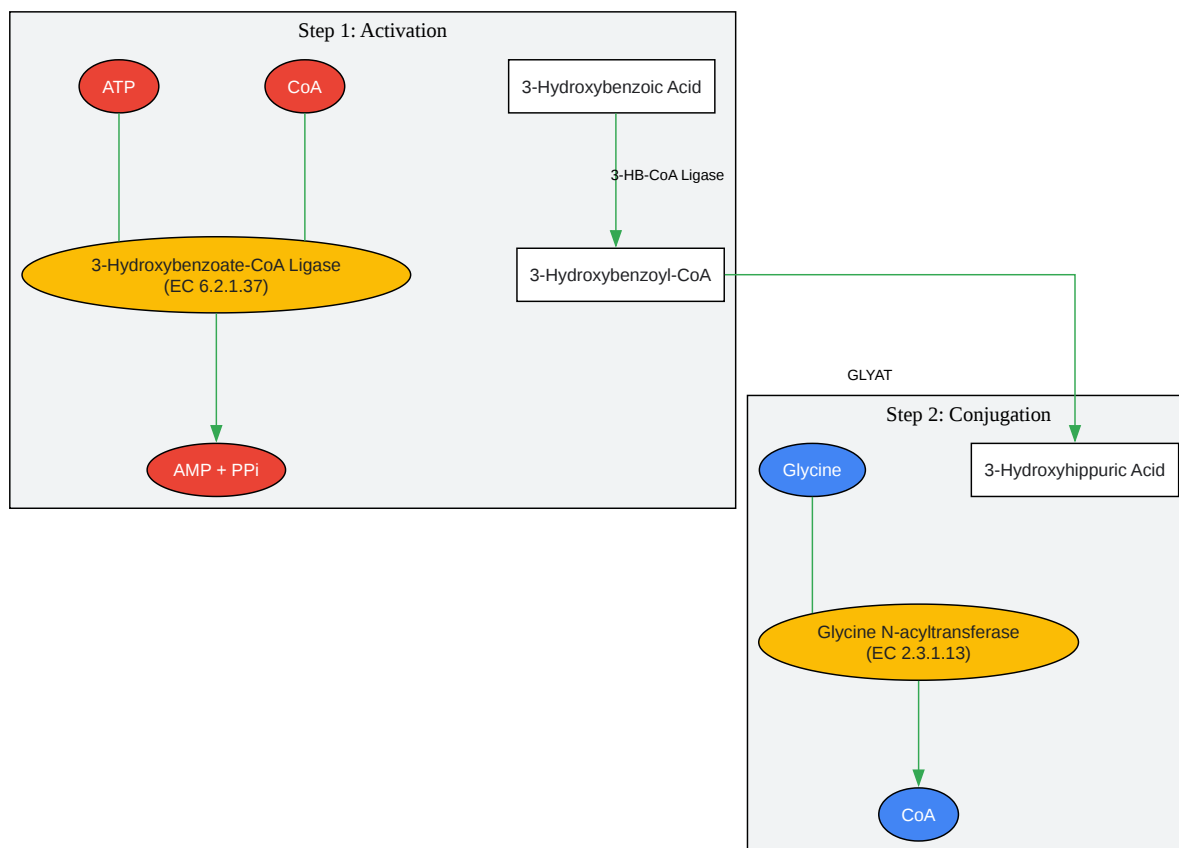 Step 1: Activation
ATP
CoA
3-Hydroxybenzoic Acid
3-HB-CoA Ligase
3-Hydroxybenzoate-CoA Ligase
(EC 6.2.1.37)
3-Hydroxybenzoyl-CoA
AMP + PPi
GLYAT
Step 2: Conjugation
Glycine
3-Hydroxyhippuric Acid
Glycine N-acyltransferase
(EC 2.3.1.13)
CoA